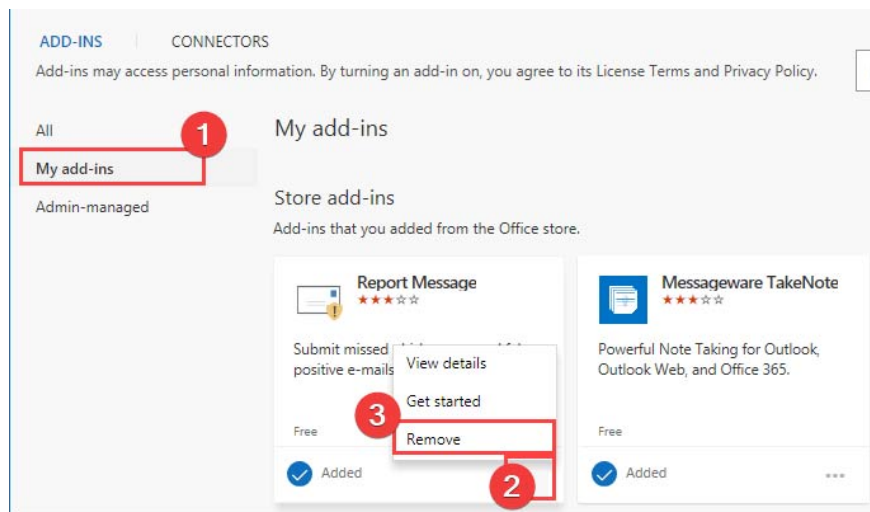 ADD-INS
CONNECTORS
Add-ins may access personal information. By turning an add-in on, you agree to its License Terms and Privacy Policy.
All
1
My add-ins
Admin-managed
My add-ins
Store add-ins
Add-ins that you added from the Office store.
Report Message
Submit missed
positive e-mails
Free
Added
View details
Get started
3
Remove
2
Messageware TakeNote
Powerful Note Taking for Outlook,
Outlook Web, and Office 365.
Free
Added